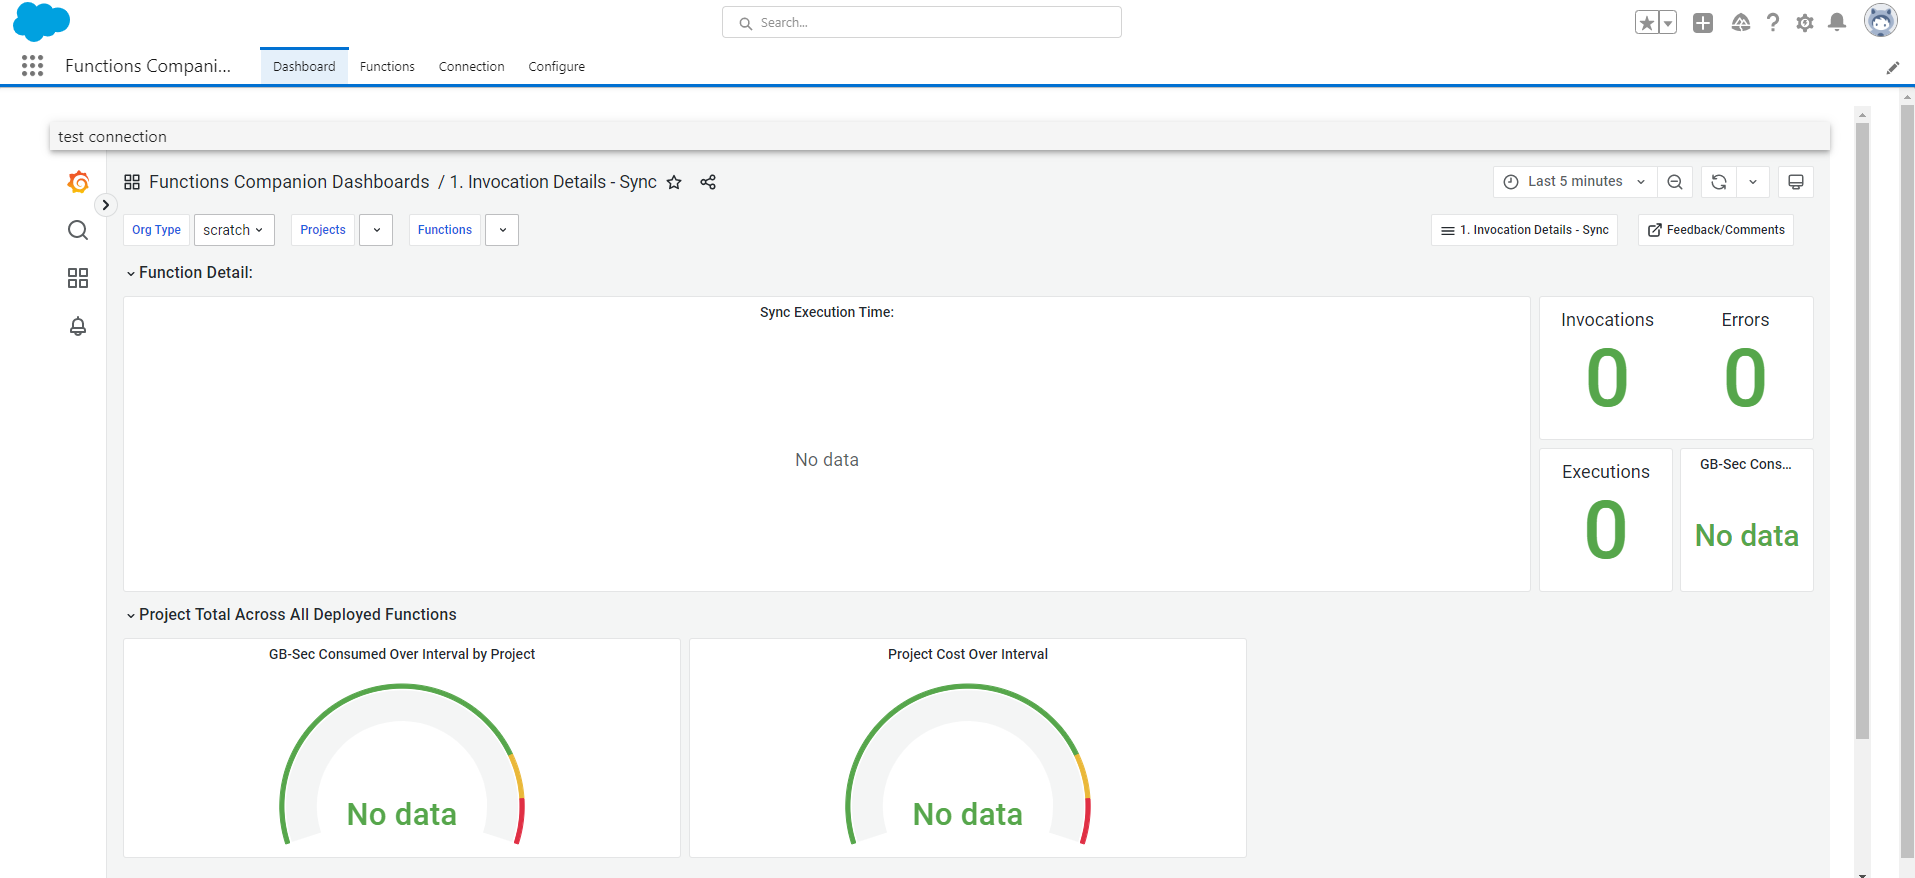 Search...
Functions Compani...
Dashboard
Functions
Connection
Configure
test connection
Functions Companion Dashboards / 1. Invocation Details - Sync
Last 5 minutes
Org Type
scratch
Projects
Functions
1. Invocation Details - Sync
Feedback/Comments
Function Detail:
Sync Execution Time:
No data
Invocations
0
Errors
0
Executions
0
GB-Sec Cons...
No data
Project Total Across All Deployed Functions
GB-Sec Consumed Over Interval by Project
No data
Project Cost Over Interval
No data